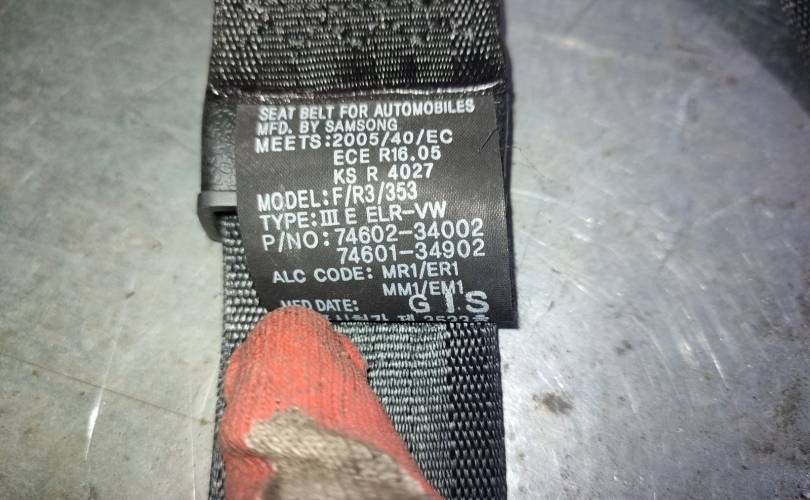 SEAT BELT FOR AUTOMOBILES
MFD. BY SAMSONG
MEETS:2005/40/EC
ECE R16.05
KS R 4027
MODEL:F/R3/353
TYPE:Ⅲ E ELR-VW
P/NO:74602-34002
74601-34902
ALC CODE: MR1/ER1
MM1/EM1
MFD DATE: G I S